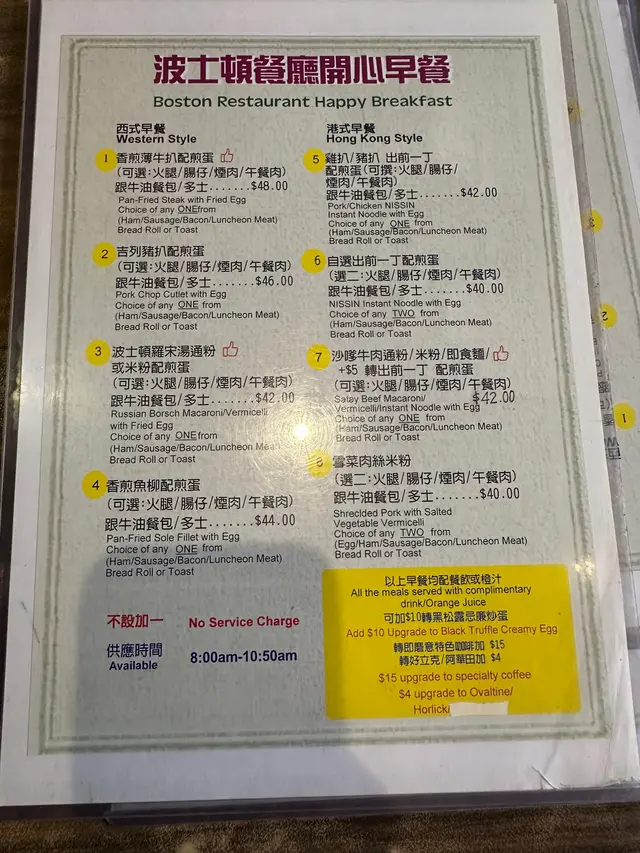 波士頓餐廳開心早餐
Boston Restaurant Happy Breakfast
西式早餐
Western Style
1 香煎薄牛扒配煎蛋
(可選:火腿/腸仔/煙肉/午餐肉)
跟牛油餐包/多士.......$48.00
Pan-Fried Steak with Fried Egg
Choice of any ONEfrom
(Ham/Sausage/Bacon/Luncheon Meat)
Bread Roll or Toast
2 吉列豬扒配煎蛋
(可選:火腿/腸仔/煙肉/午餐肉)
跟牛油餐包/多士.......$46.00
Pork Chop Cutlet with Egg
Choice of any ONE from
(Ham/Sausage/Bacon/Luncheon Meat)
Bread Roll or Toast
3 波士頓羅宋湯通粉
或米粉配煎蛋
(可選:火腿/腸仔/煙肉/午餐肉)
跟牛油餐包/多士.......$42.00
Russian Borsch Macaroni/Vermicelli
with Fried Egg
Choice of any ONEfrom
(Ham/Sausage/Bacon/Luncheon Meat)
Bread Roll or Toast
4 香煎魚柳配煎蛋
(可選:火腿/腸仔/煙肉/午餐肉)
跟牛油餐包/多士.......$44.00
Pan-Fried Sole Fillet with Egg
Choice of any ONE from
(Ham/Sausage/Bacon/Luncheon Meat)
Bread Roll or Toast
不設加一 No Service Charge
供應時間
Available 8:00am-10:50am
港式早餐
Hong Kong Style
5 雞扒/豬扒 出前一丁
配煎蛋(可撰:火腿/腸仔/
煙肉/午餐肉)
跟牛油餐包/多士.......$42.00
Pork/Chicken NISSIN
Instant Noodle with Egg
Choice of any ONE from
(Ham/Sausage/Bacon/Luncheon Meat)
Bread Roll or Toast
6 自選出前一丁配煎蛋
(選二:火腿/腸仔/煙肉/午餐肉)
跟牛油餐包/多士.......$40.00
NISSIN Instant Noodle with Egg
Choice of any TWO from
(Ham/Sausage/Bacon/Luncheon Meat)
Bread Roll or Toast
7 沙嗲牛肉通粉/米粉/即食麵/
+$5 轉出前一丁 配煎蛋
(可選:火腿/腸仔/煙肉/午餐肉)
Satay Beef Macaroni/ $42.00
Vermicelli/Instant Noodle with Egg
Choice of any ONE from
(Ham/Sausage/Bacon/Luncheon Meat)
Bread Roll or Toast
8 雪菜肉絲米粉
(選二:火腿/腸仔/煙肉/午餐肉)
跟牛油餐包/多士.......$40.00
Shreclded Pork with Salted
Vegetable Vermicelli
Choice of any TWO from
(Egg/Ham/Sausage/Bacon/Luncheon Meat)
Bread Roll or Toast
以上早餐均配餐飲或橙汁
All the meals served with complimentary
drink/Orange Juice
可加$10轉黑松露忌廉炒蛋
Add $10 Upgrade to Black Truffle Creamy Egg
轉即磨意特色咖啡加 $15
轉好立克/阿華田加 $4
$15 upgrade to specialty coffee
$4 upgrade to Ovaltine/
Horlick/
3
2
1